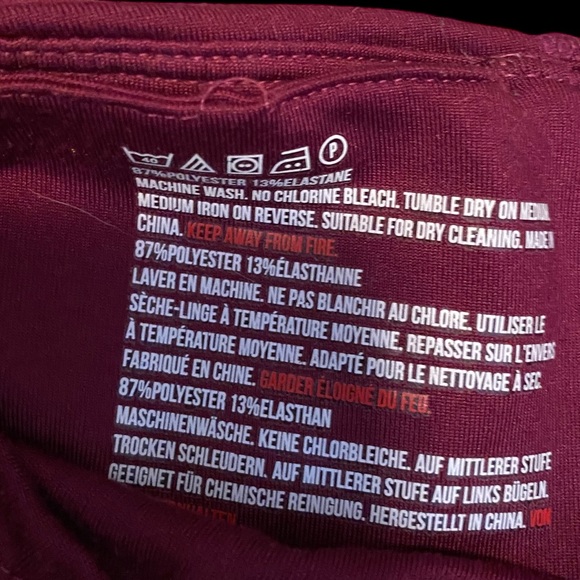 40 P
87%POLYESTER 13%ELASTANE
MACHINE WASH. NO CHLORINE BLEACH. TUMBLE DRY ON MEDIUM
MEDIUM IRON ON REVERSE. SUITABLE FOR DRY CLEANING. MADE IN
CHINA. KEEP AWAY FROM FIRE.
87%POLYESTER 13%ÉLASTHANNE
LAVER EN MACHINE. NE PAS BLANCHIR AU CHLORE. UTILISER LE
SÈCHE-LINGE À TEMPÉRATURE MOYENNE. REPASSER SUR L'ENVERS
À TEMPÉRATURE MOYENNE. ADAPTÉ POUR LE NETTOYAGE À SEC.
FABRIQUÉ EN CHINE. GARDER ÉLOIGNÉ DU FEU.
87%POLYESTER 13%ELASTHAN
MASCHINENWÄSCHE. KEINE CHLORBLEICHE. AUF MITTLERER STUFE
TROCKEN SCHLEUDERN. AUF MITTLERER STUFE AUF LINKS BÜGELN.
GEEIGNET FÜR CHEMISCHE REINIGUNG. HERGESTELLT IN CHINA. VON